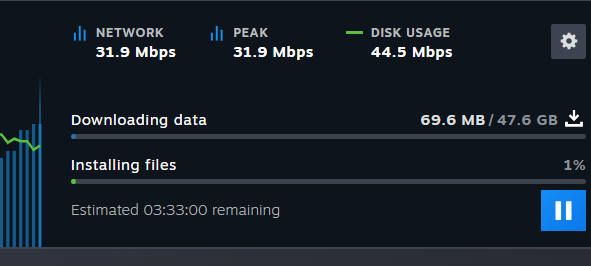 NETWORK PEAK DISK USAGE
31.9 Mbps 31.9 Mbps 44.5 Mbps
Downloading data 69.6 MB / 47.6 GB
Installing files 1%
Estimated 03:33:00 remaining